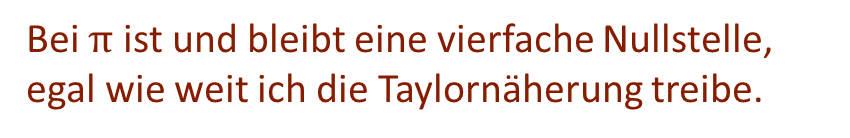 Bei π ist und bleibt eine vierfache Nullstelle,
egal wie weit ich die Taylornäherung treibe.